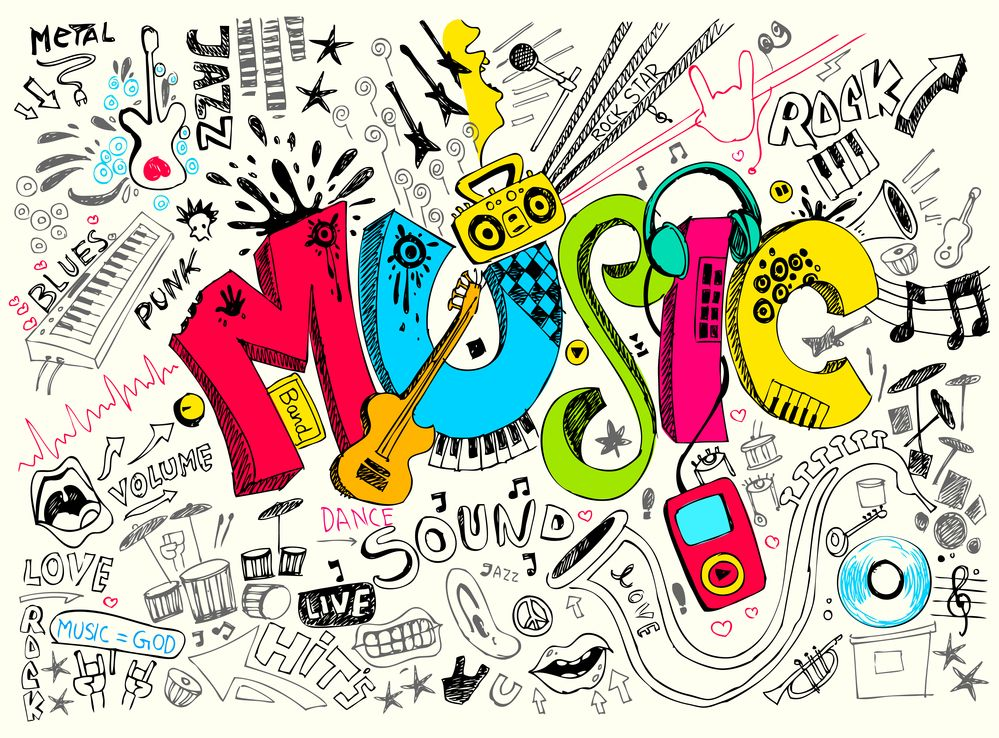 METAL
JAZZ
ROCK STAR
ROCK
BLUES
PUNK
MUSIC
Band
VOLUME
DANCE
SOUND
JAZZ
LOVE
LIVE
LOVE
ROCK
MUSIC = GOD
HiT's
U